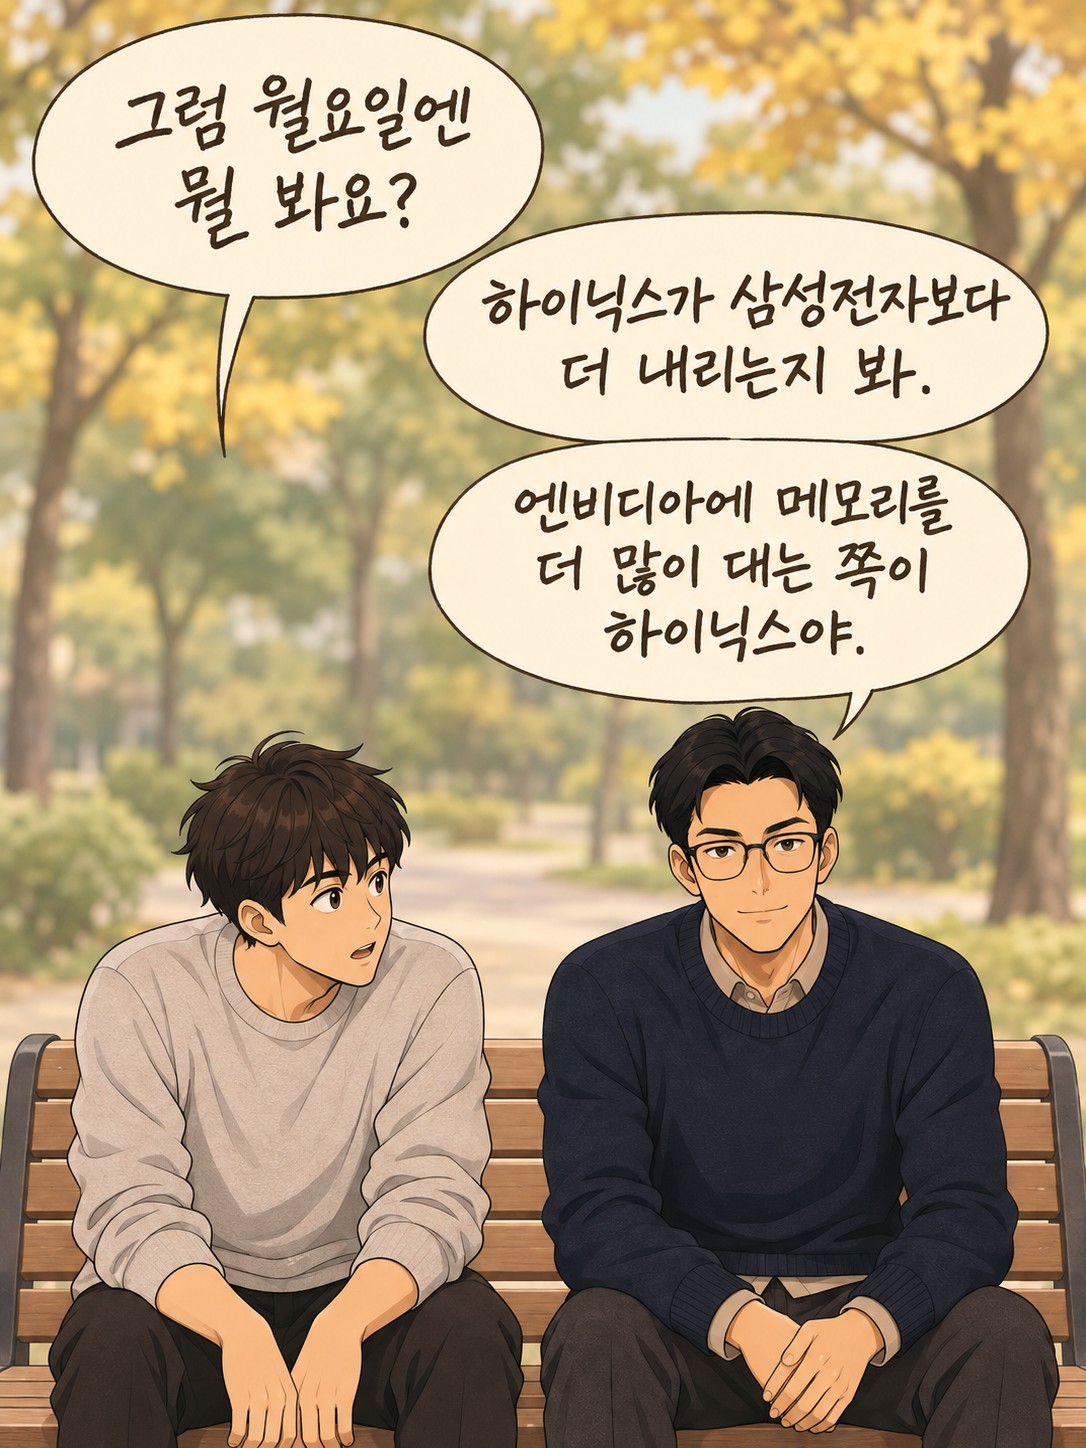 그럼 월요일엔
뭘 봐요?
하이닉스가 삼성전자보다
더 내리는지 봐.
엔비디아에 메모리를
더 많이 대는 쪽이
하이닉스야.